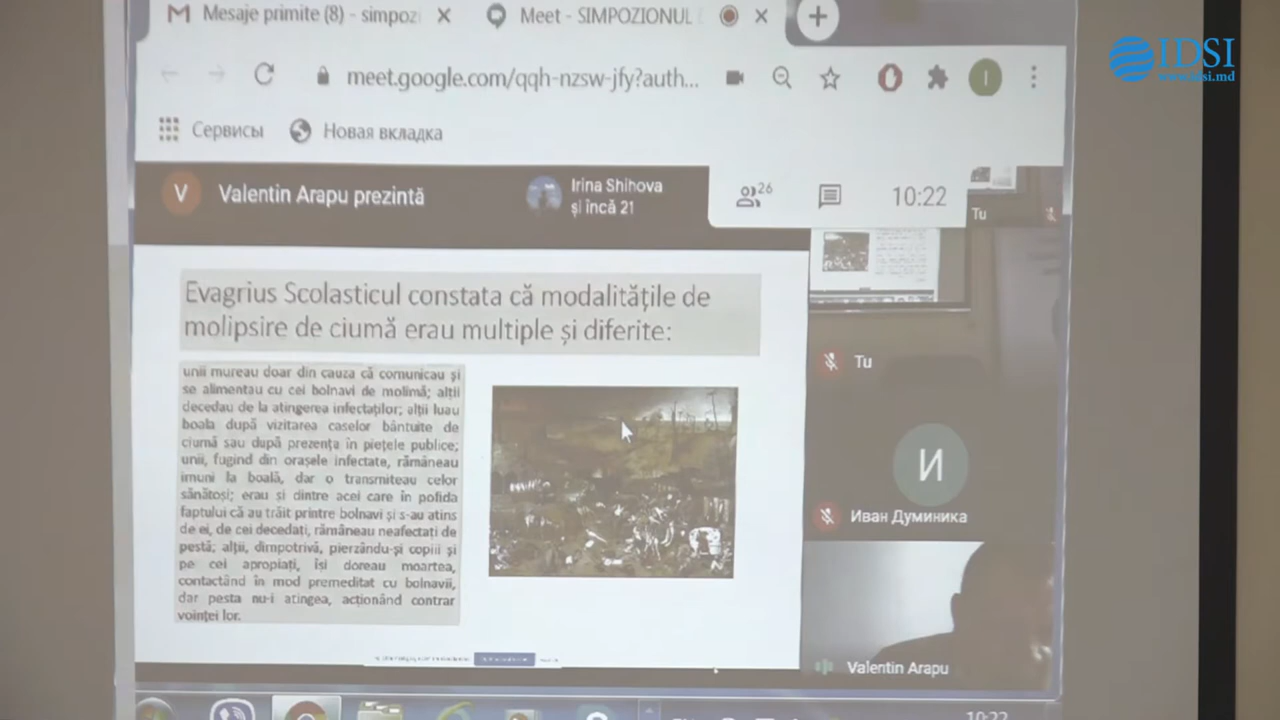 Mesaje primite (8) - simpozi
Meet - SIMPOZIONUL
IDSI
www.idsi.md
meet.google.com/qqh-nzsw-jfy?auth...
I
Сервисы
Новая вкладка
V
Valentin Arapu prezintă
Irina Shihova
și încă 21
26
10:22
Tu
Evagrius Scolasticul constata că modalitățile de
molipsire de ciumă erau multiple și diferite:
unii mureau doar din cauza că comunicau și
se alimentau cu cei bolnavi de molimă; alții
decedau de la atingerea infectaților; alții luau
boala după vizitarea caselor bântuite de
ciumă sau după prezența în piețele publice;
unii, fugind din orașele infectate, rămâneau
imuni la boală, dar o transmiteau celor
sănătoși; erau și dintre acei care în pofida
faptului că au trăit printre bolnavi și s-au atins
de ei, de cei decedați, rămâneau neafectați de
pestă; alții, dimpotrivă, pierzându-și copiii și
pe cei apropiați, își doreau moartea,
contactând în mod premeditat cu bolnavii,
dar pesta nu-i atingea, acționând contrar
voinței lor.
Tu
И
Иван Думиника
Valentin Arapu
10:22